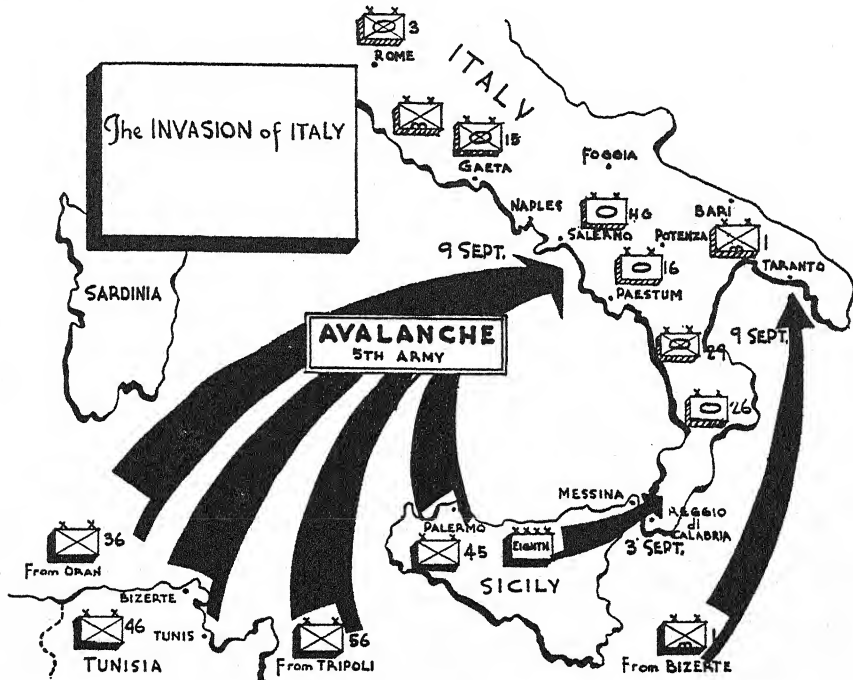 3
ROME
ITALY
The INVASION of ITALY
15
GAETA
FOGGIA
NAPLES
HG
SALERNO
POTENZA
BARI
1
TARANTO
9 SEPT.
16
PAESTUM
SARDINIA
AVALANCHE
5TH ARMY
29
9 SEPT.
26
MESSINA
REGGIO
di
CALABRIA
3 SEPT.
PALERMO
45
EIGHTH
SICILY
36
From ORAN
BIZERTE
46
TUNIS
TUNISIA
56
From TRIPOLI
1
From BIZERTE